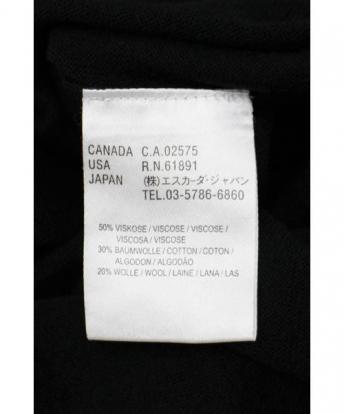 CANADA C.A.02575
USA R.N.61891
JAPAN (株)エスカーダ・ジャパン
TEL.03-5786-6860
50% VISKOSE / VISCOSE / VISCOSE /
VISCOSA / VISCOSE
30% BAUMWOLLE / COTTON / COTON /
ALGODON / ALGODÃO
20% WOLLE / WOOL / LAINE / LANA / LAS